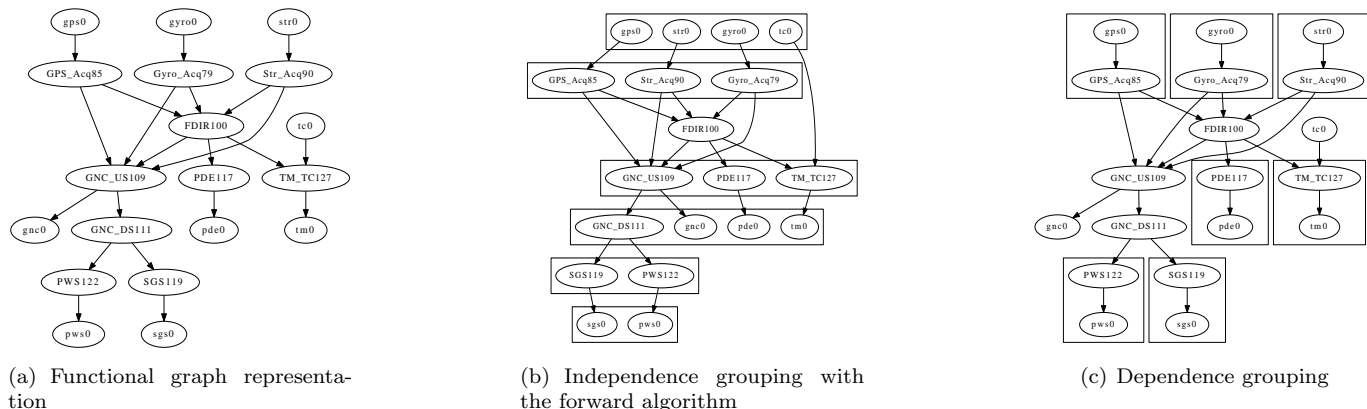 gps0 gyro0 str0
GPS_Acq85 Gyro_Acq79 Str_Acq90
FDIR100 tc0
GNC_US109 PDE117 TM_TC127
gnc0 GNC_DS111 pde0 tm0
PWS122 SGS119
pws0 sgs0
(a) Functional graph representa-
tion
gps0 str0 gyro0 tc0
GPS_Acq85 Str_Acq90 Gyro_Acq79
FDIR100
GNC_US109 PDE117 TM_TC127
GNC_DS111 gnc0 pde0 tm0
SGS119 PWS122
sgs0 pws0
(b) Independence grouping with
the forward algorithm
gps0 gyro0 str0
GPS_Acq85 Gyro_Acq79 Str_Acq90
FDIR100 tc0
GNC_US109 PDE117 TM_TC127
gnc0 GNC_DS111 pde0 tm0
PWS122 SGS119
pws0 sgs0
(c) Dependence grouping